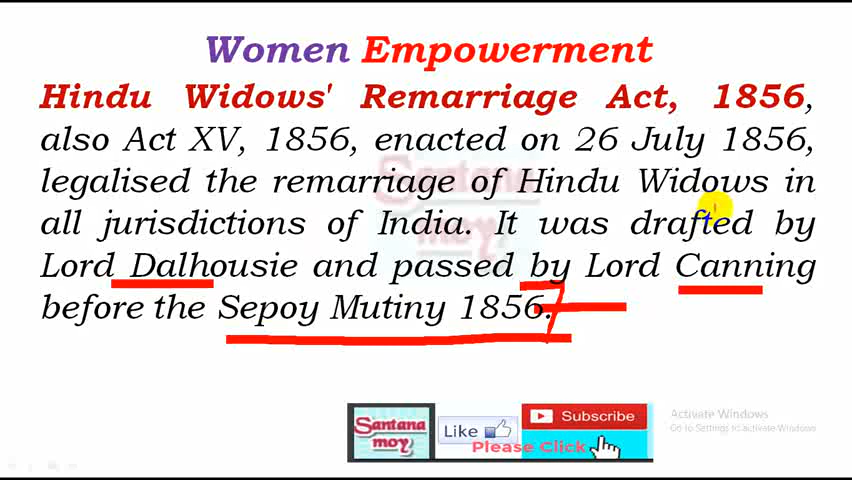 Women Empowerment
Hindu Widows' Remarriage Act, 1856,
also Act XV, 1856, enacted on 26 July 1856,
legalised the remarriage of Hindu Widows in
all jurisdictions of India. It was drafted by
Lord Dalhousie and passed by Lord Canning
before the Sepoy Mutiny 1856.
7
Santana
moy
Santana
moy
Like
Subscribe
Please Click
Activate Windows
Go to Settings to activate Windows